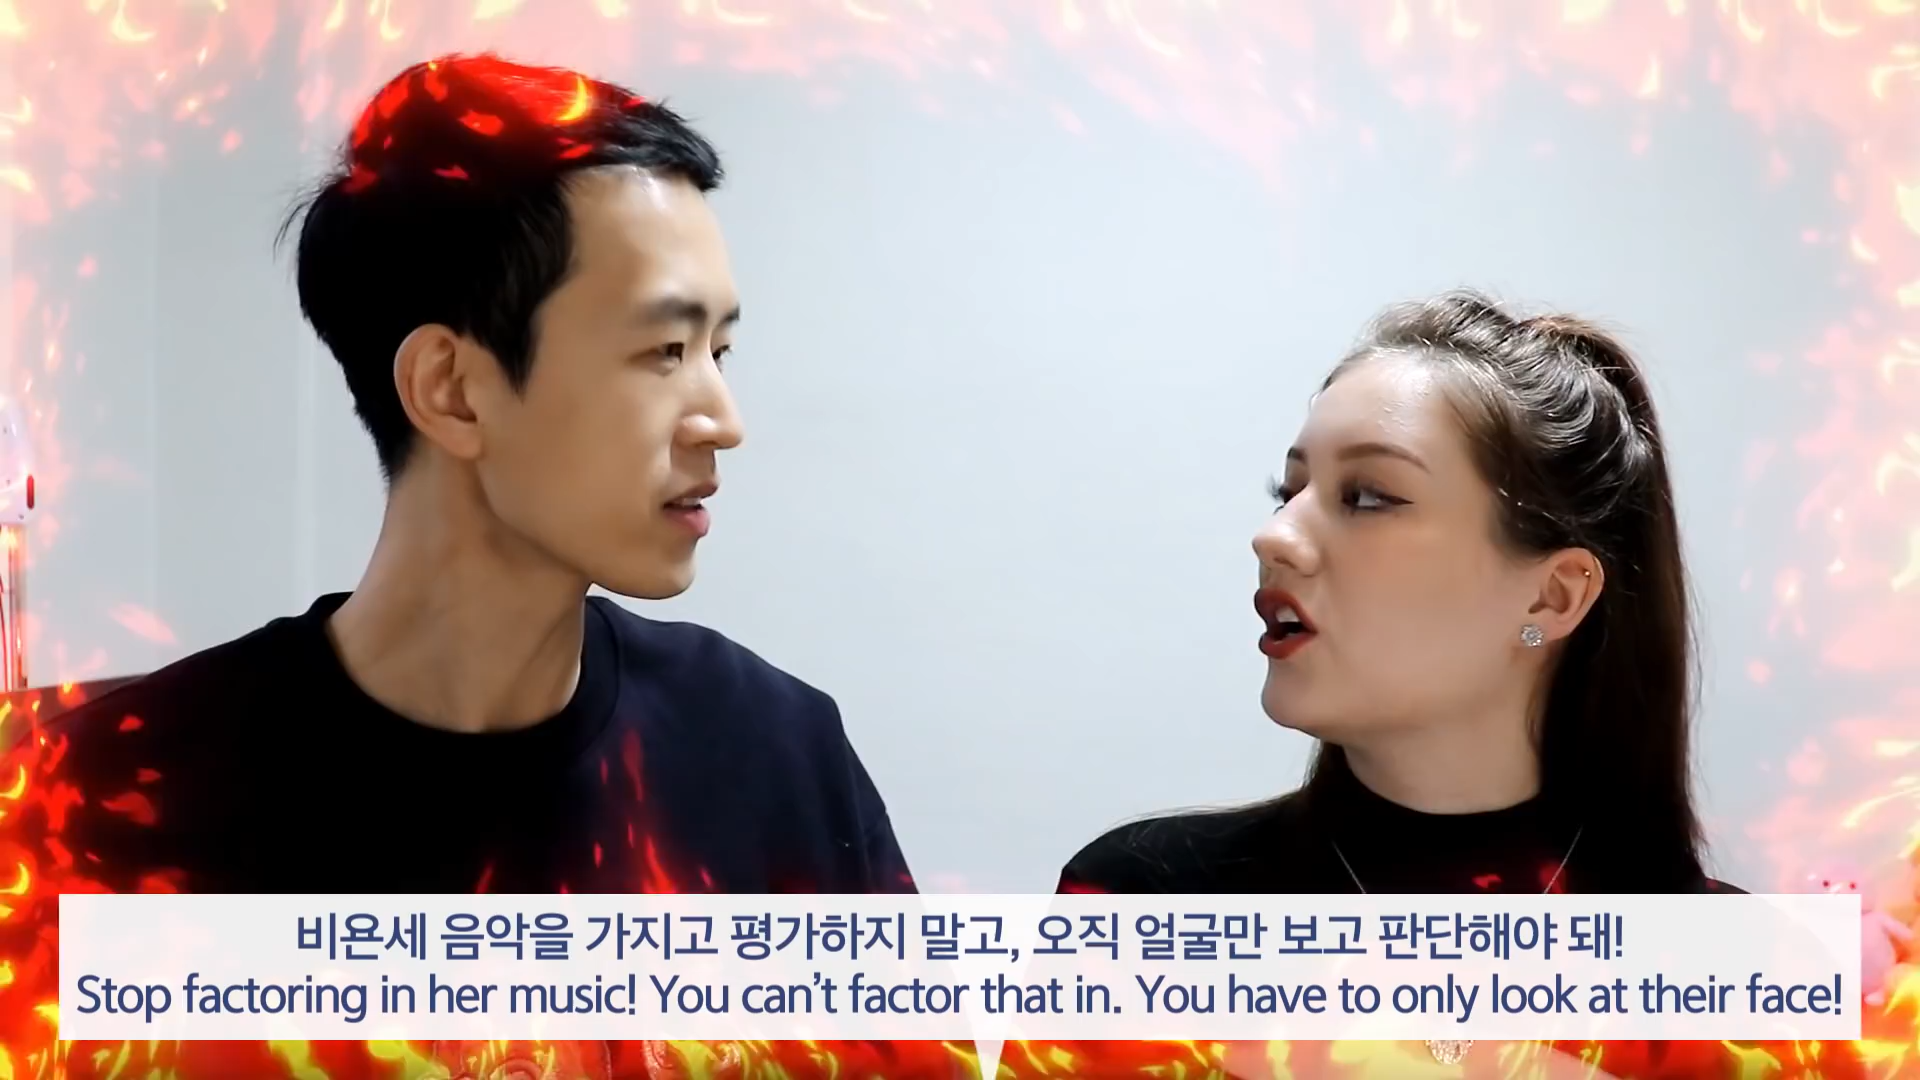 비욘세 음악을 가지고 평가하지 말고, 오직 얼굴만 보고 판단해야 돼!
Stop factoring in her music! You can’t factor that in. You have to only look at their face!